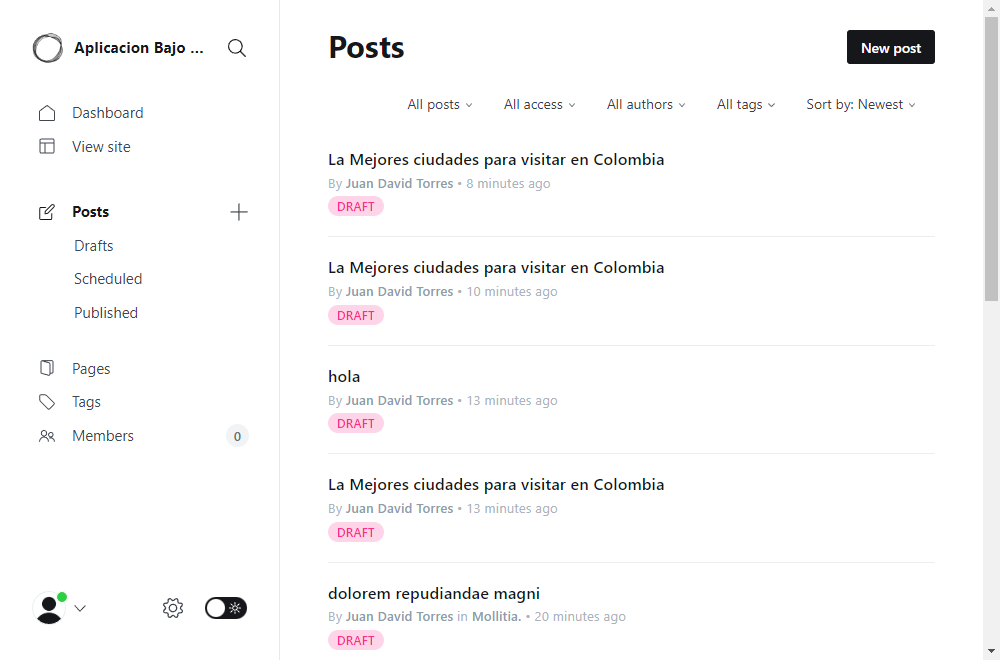 Aplicacion Bajo ...
Dashboard
View site
Posts
Drafts
Scheduled
Published
Pages
Tags
Members
0
Posts
New post
All posts
All access
All authors
All tags
Sort by: Newest
La Mejores ciudades para visitar en Colombia
By Juan David Torres • 8 minutes ago
DRAFT
La Mejores ciudades para visitar en Colombia
By Juan David Torres • 10 minutes ago
DRAFT
hola
By Juan David Torres • 13 minutes ago
DRAFT
La Mejores ciudades para visitar en Colombia
By Juan David Torres • 13 minutes ago
DRAFT
dolorem repudiandae magni
By Juan David Torres in Mollitia. • 20 minutes ago
DRAFT